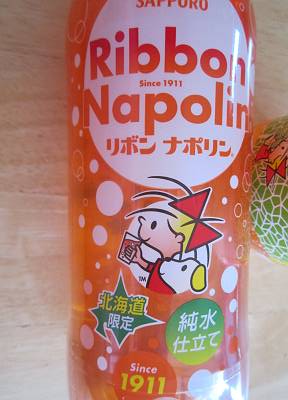 SAPPORO
Ribbon
Since 1911
Napolin
リボン ナポリン®
TM
北海道
限定
純水
仕立て
Since
1911